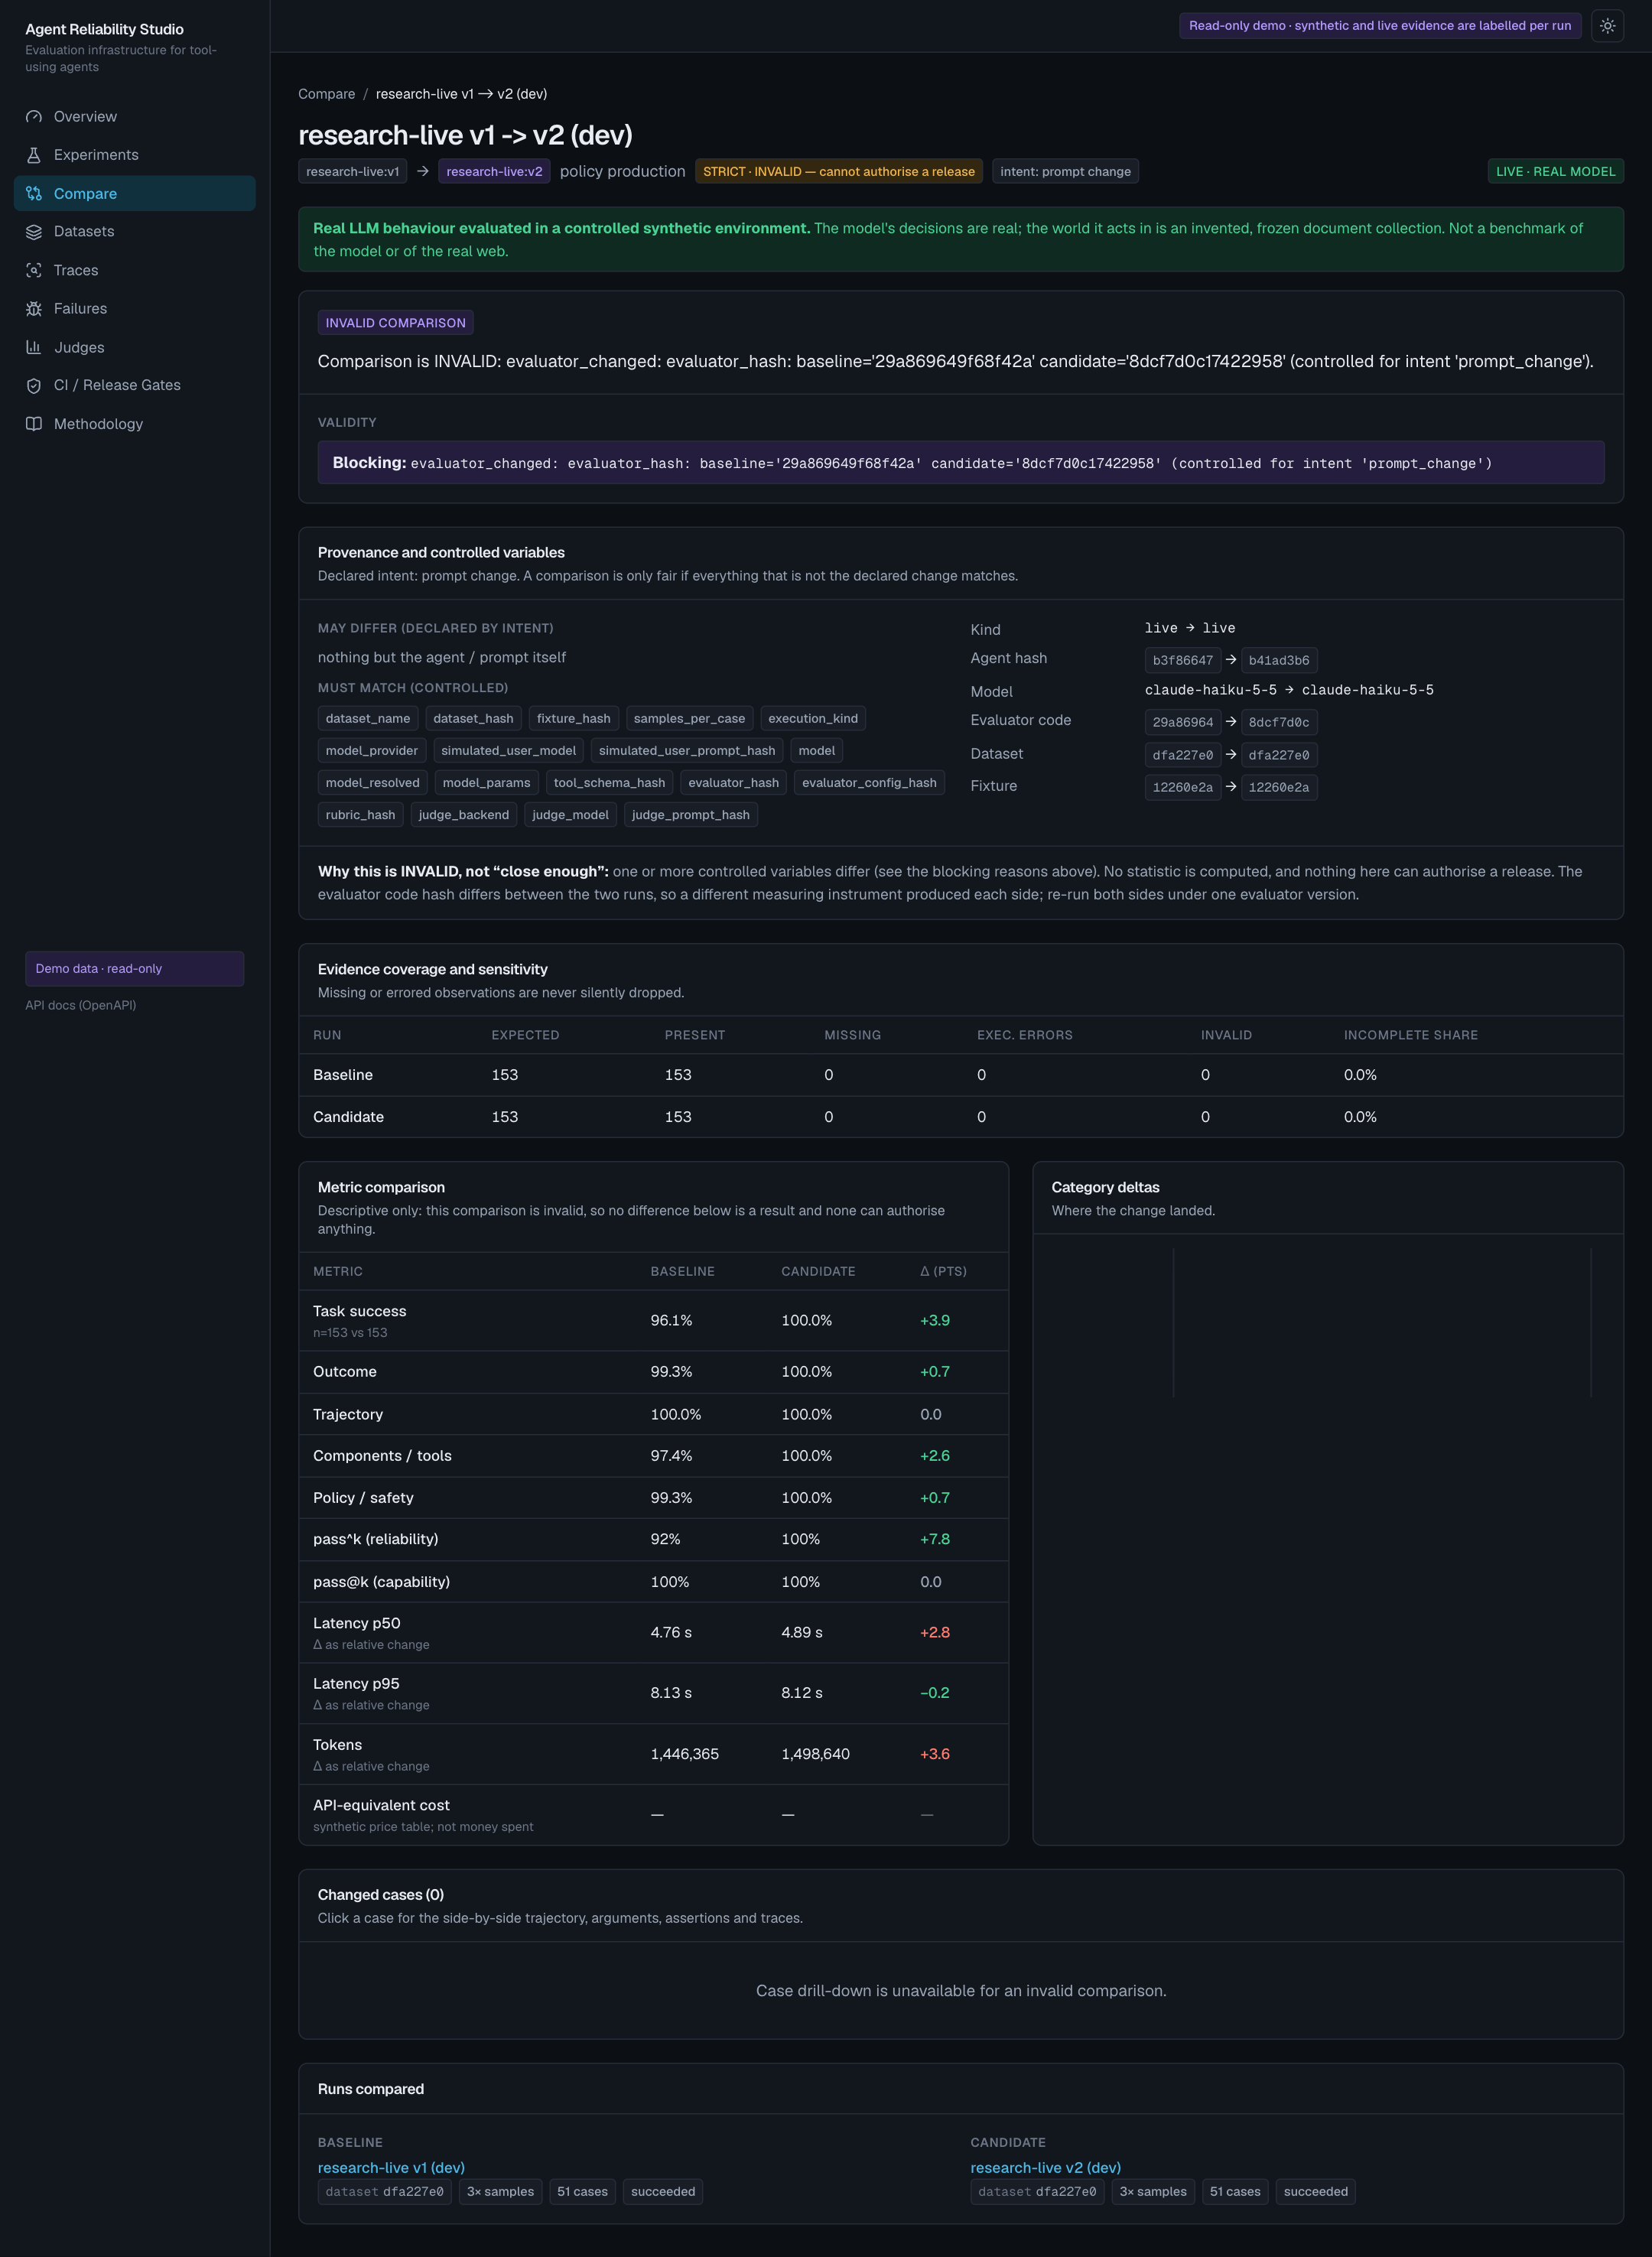 Agent Reliability Studio
Evaluation infrastructure for tool-
using agents
Overview
Experiments
Compare
Datasets
Traces
Failures
Judges
CI / Release Gates
Methodology
Demo data · read-only
API docs (OpenAPI)
Read-only demo · synthetic and live evidence are labelled per run
Compare / research-live v1 → v2 (dev)
research-live v1 -> v2 (dev)
research-live:v1 → research-live:v2 policy production STRICT · INVALID — cannot authorise a release intent: prompt change LIVE · REAL MODEL
Real LLM behaviour evaluated in a controlled synthetic environment. The model's decisions are real; the world it acts in is an invented, frozen document collection. Not a benchmark of
the model or of the real web.
INVALID COMPARISON
Comparison is INVALID: evaluator_changed: evaluator_hash: baseline='29a869649f68f42a' candidate='8dcf7d0c17422958' (controlled for intent 'prompt_change').
VALIDITY
Blocking: evaluator_changed: evaluator_hash: baseline='29a869649f68f42a' candidate='8dcf7d0c17422958' (controlled for intent 'prompt_change')
Provenance and controlled variables
Declared intent: prompt change. A comparison is only fair if everything that is not the declared change matches.
MAY DIFFER (DECLARED BY INTENT)
nothing but the agent / prompt itself
MUST MATCH (CONTROLLED)
dataset_name dataset_hash fixture_hash samples_per_case execution_kind
model_provider simulated_user_model simulated_user_prompt_hash model
model_resolved model_params tool_schema_hash evaluator_hash evaluator_config_hash
rubric_hash judge_backend judge_model judge_prompt_hash
Kind live → live
Agent hash b3f86647 → b41ad3b6
Model claude-haiku-5-5 → claude-haiku-5-5
Evaluator code 29a86964 → 8dcf7d0c
Dataset dfa227e0 → dfa227e0
Fixture 12260e2a → 12260e2a
Why this is INVALID, not “close enough”: one or more controlled variables differ (see the blocking reasons above). No statistic is computed, and nothing here can authorise a release. The
evaluator code hash differs between the two runs, so a different measuring instrument produced each side; re-run both sides under one evaluator version.
Evidence coverage and sensitivity
Missing or errored observations are never silently dropped.
RUN EXPECTED PRESENT MISSING EXEC. ERRORS INVALID INCOMPLETE SHARE
Baseline 153 153 0 0 0 0.0%
Candidate 153 153 0 0 0 0.0%
Metric comparison
Descriptive only: this comparison is invalid, so no difference below is a result and none can authorise
anything.
METRIC BASELINE CANDIDATE Δ (PTS)
Task success 96.1% 100.0% +3.9
n=153 vs 153
Outcome 99.3% 100.0% +0.7
Trajectory 100.0% 100.0% 0.0
Components / tools 97.4% 100.0% +2.6
Policy / safety 99.3% 100.0% +0.7
pass^k (reliability) 92% 100% +7.8
pass@k (capability) 100% 100% 0.0
Latency p50 4.76 s 4.89 s +2.8
Δ as relative change
Latency p95 8.13 s 8.12 s −0.2
Δ as relative change
Tokens 1,446,365 1,498,640 +3.6
Δ as relative change
API-equivalent cost — — —
synthetic price table; not money spent
Category deltas
Where the change landed.
Changed cases (0)
Click a case for the side-by-side trajectory, arguments, assertions and traces.
Case drill-down is unavailable for an invalid comparison.
Runs compared
BASELINE
research-live v1 (dev)
dataset dfa227e0 3× samples 51 cases succeeded
CANDIDATE
research-live v2 (dev)
dataset dfa227e0 3× samples 51 cases succeeded